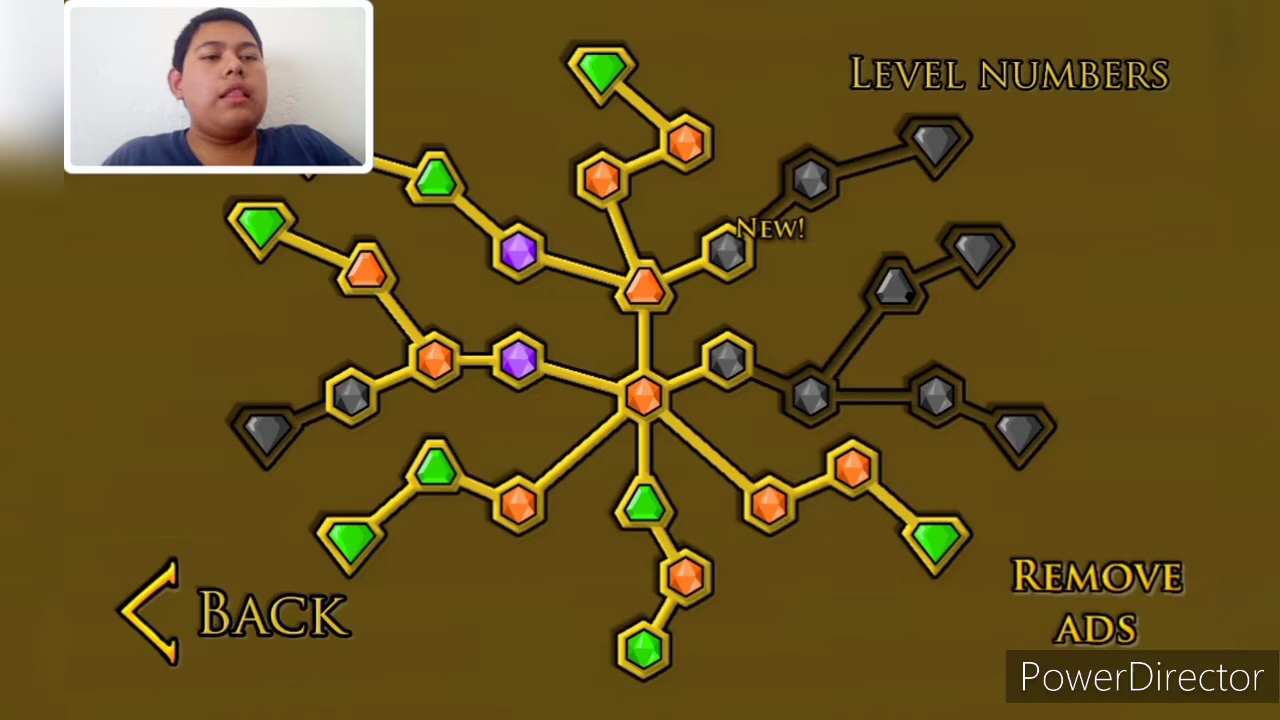 LEVEL NUMBERS
NEW!
BACK
REMOVE
ADS
PowerDirector